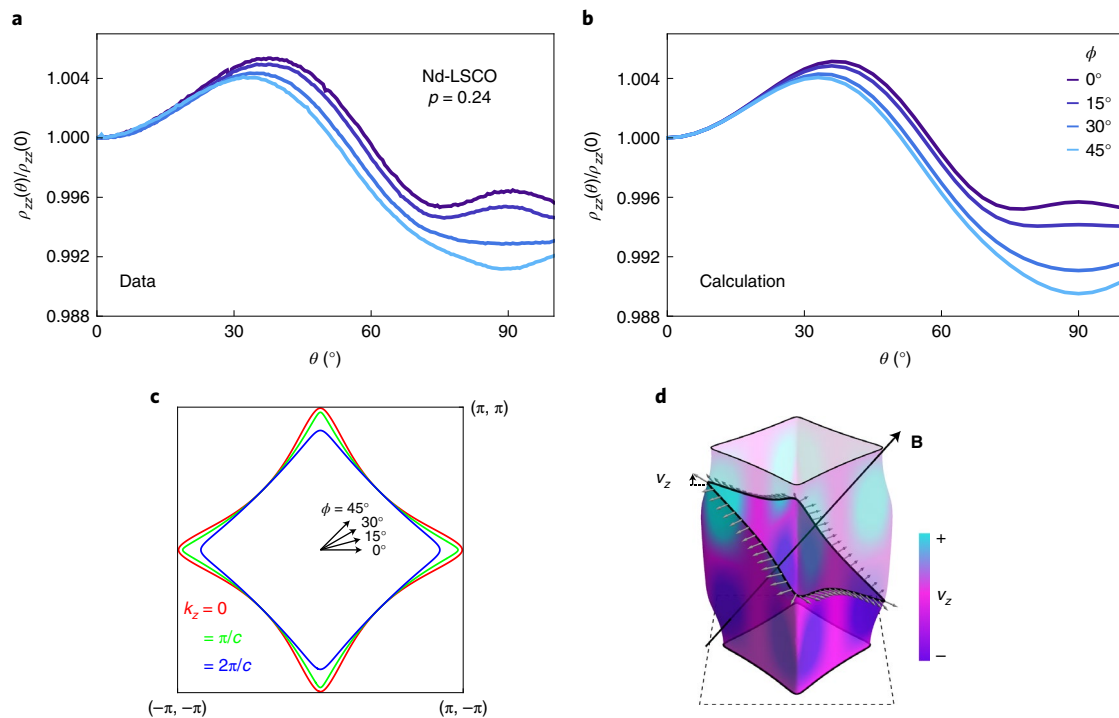 a
1.004
1.000
0.996
0.992
0.988
ρzz(θ)/ρzz(0)
Nd-LSCO
p = 0.24
Data
0
30
60
90
θ (°)
b
1.004
1.000
0.996
0.992
0.988
ρzz(θ)/ρzz(0)
ϕ
0°
15°
30°
45°
Calculation
0
30
60
90
θ (°)
c
(π, π)
ϕ = 45°
30°
15°
0°
kz = 0
= π/c
= 2π/c
(−π, −π)
(π, −π)
d
B
vz
+
vz
−